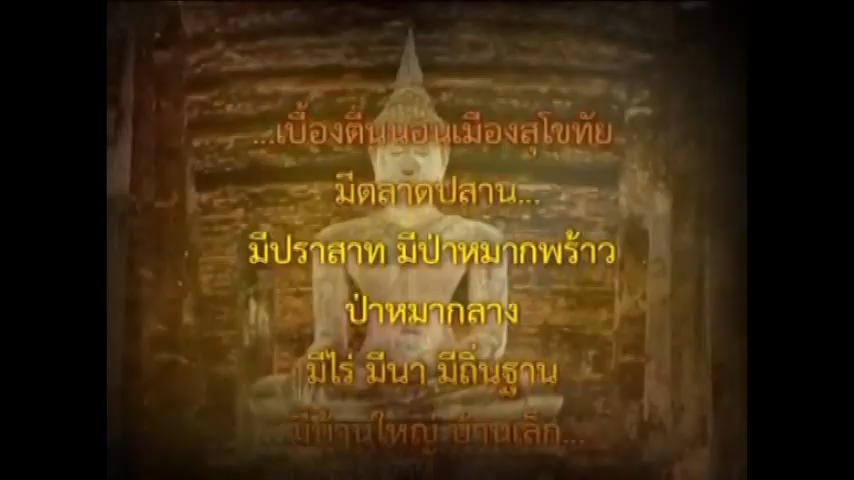 ...เบื้องตีนนอนเมืองสุโขทัย
มีตลาดปสาน...
มีปราสาท มีป่าหมากพร้าว
ป่าหมากลาง
มีไร่ มีนา มีถิ่นฐาน
มีบ้านใหญ่ บ้านเล็ก...